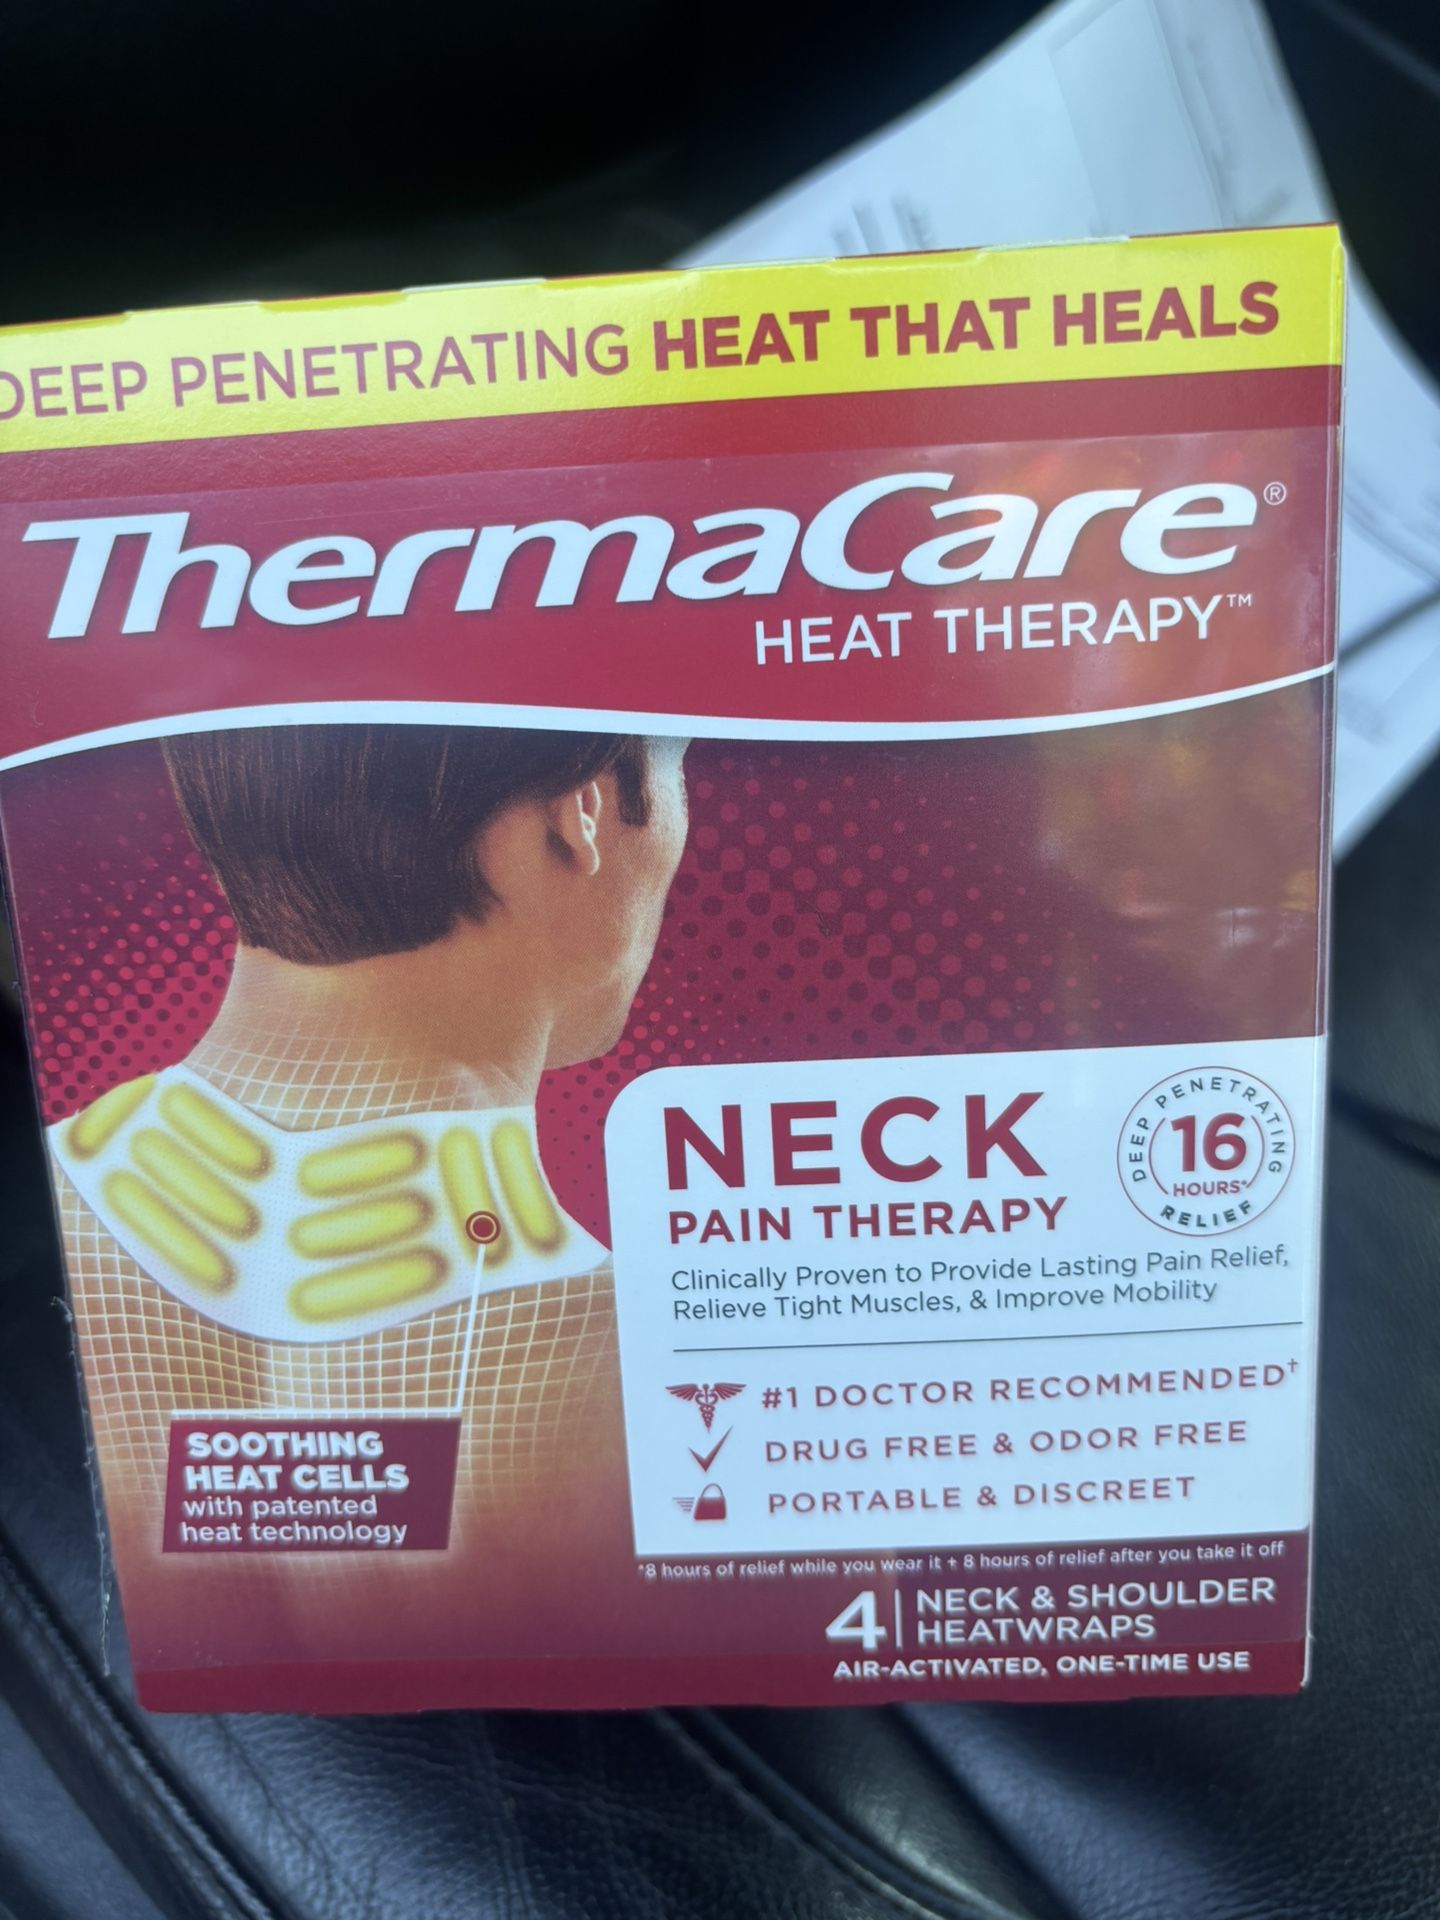 DEEP PENETRATING HEAT THAT HEALS
ThermaCare®
HEAT THERAPY™
NECK
PAIN THERAPY
DEEP PENETRATING
16
HOURS*
RELIEF
Clinically Proven to Provide Lasting Pain Relief,
Relieve Tight Muscles, & Improve Mobility
#1 DOCTOR RECOMMENDED†
DRUG FREE & ODOR FREE
PORTABLE & DISCREET
SOOTHING
HEAT CELLS
with patented
heat technology
*8 hours of relief while you wear it + 8 hours of relief after you take it off
4 NECK & SHOULDER
HEATWRAPS
AIR-ACTIVATED, ONE-TIME USE